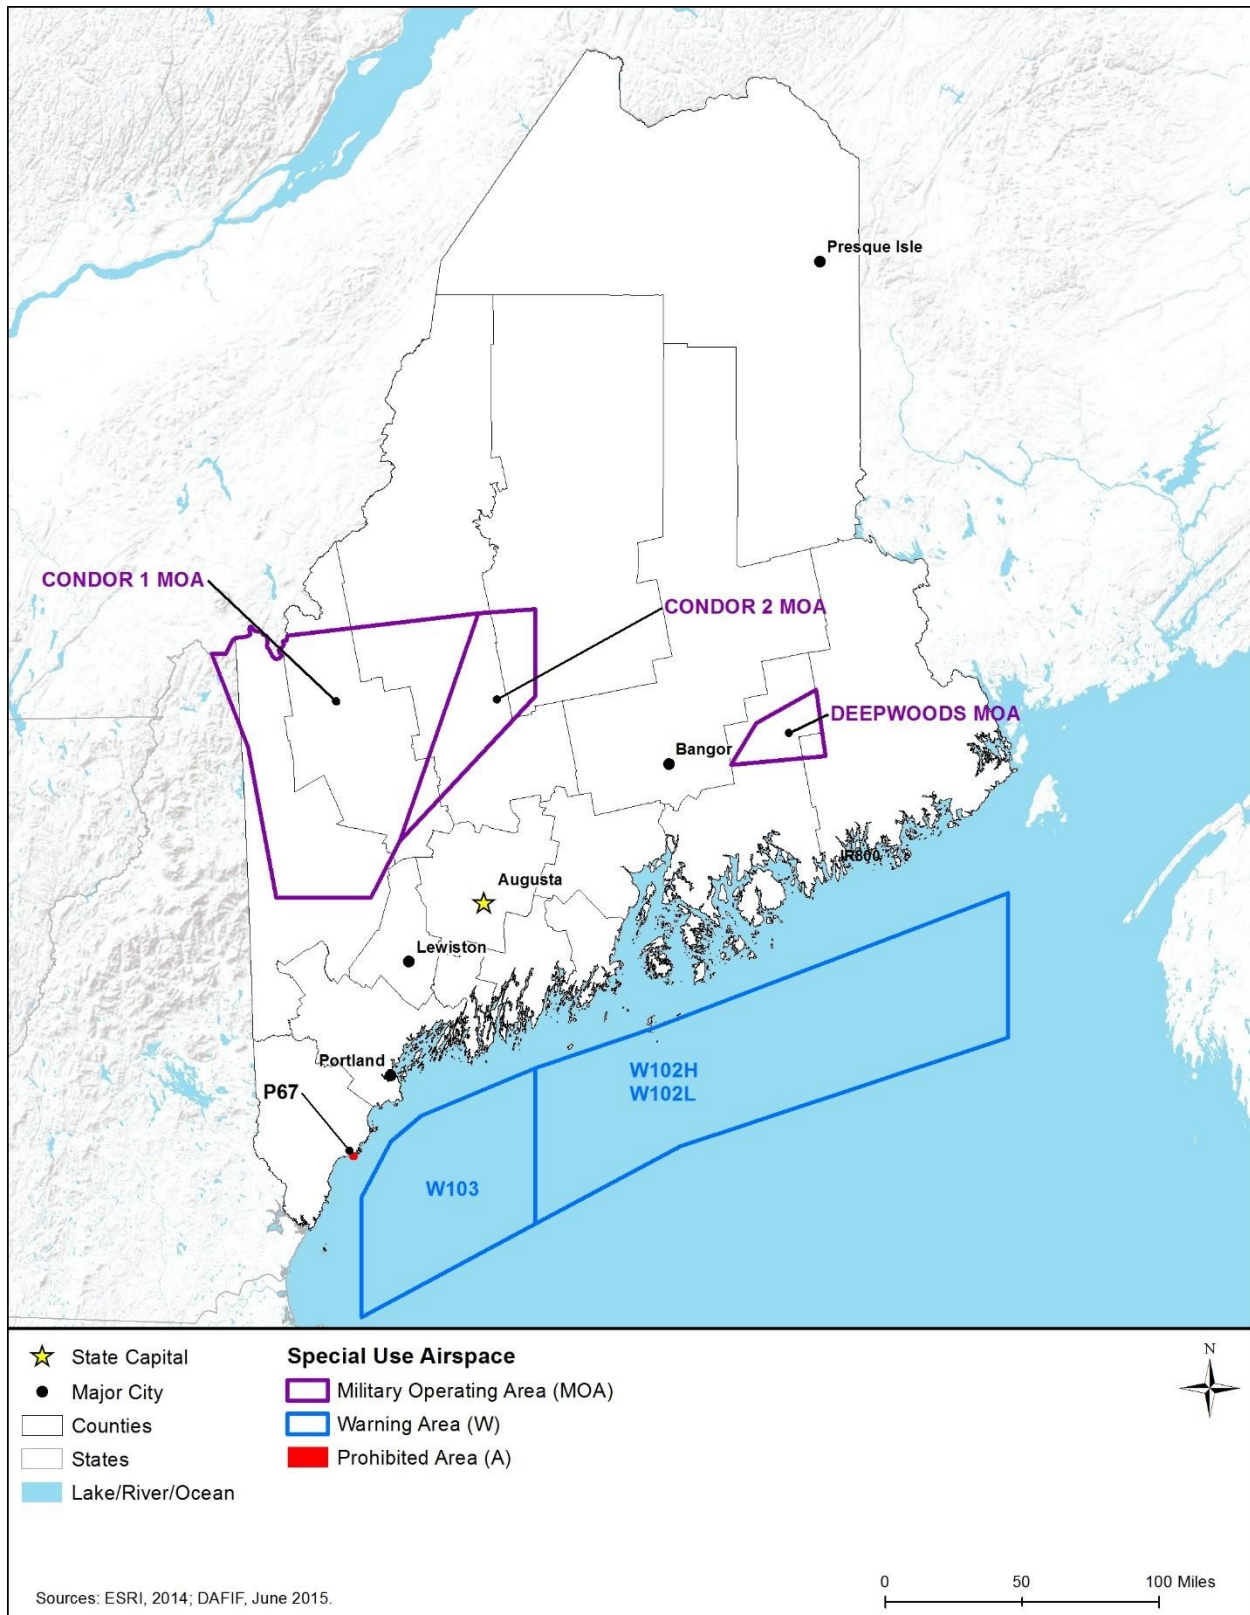 Presque Isle
CONDOR 1 MOA
CONDOR 2 MOA
DEEPWOODS MOA
Bangor
IR800
Augusta
Lewiston
Portland
W102H
W102L
P67
W103
State Capital
Major City
Counties
States
Lake/River/Ocean
Special Use Airspace
Military Operating Area (MOA)
Warning Area (W)
Prohibited Area (A)
N
Sources: ESRI, 2014; DAFIF, June 2015.
0 50 100 Miles